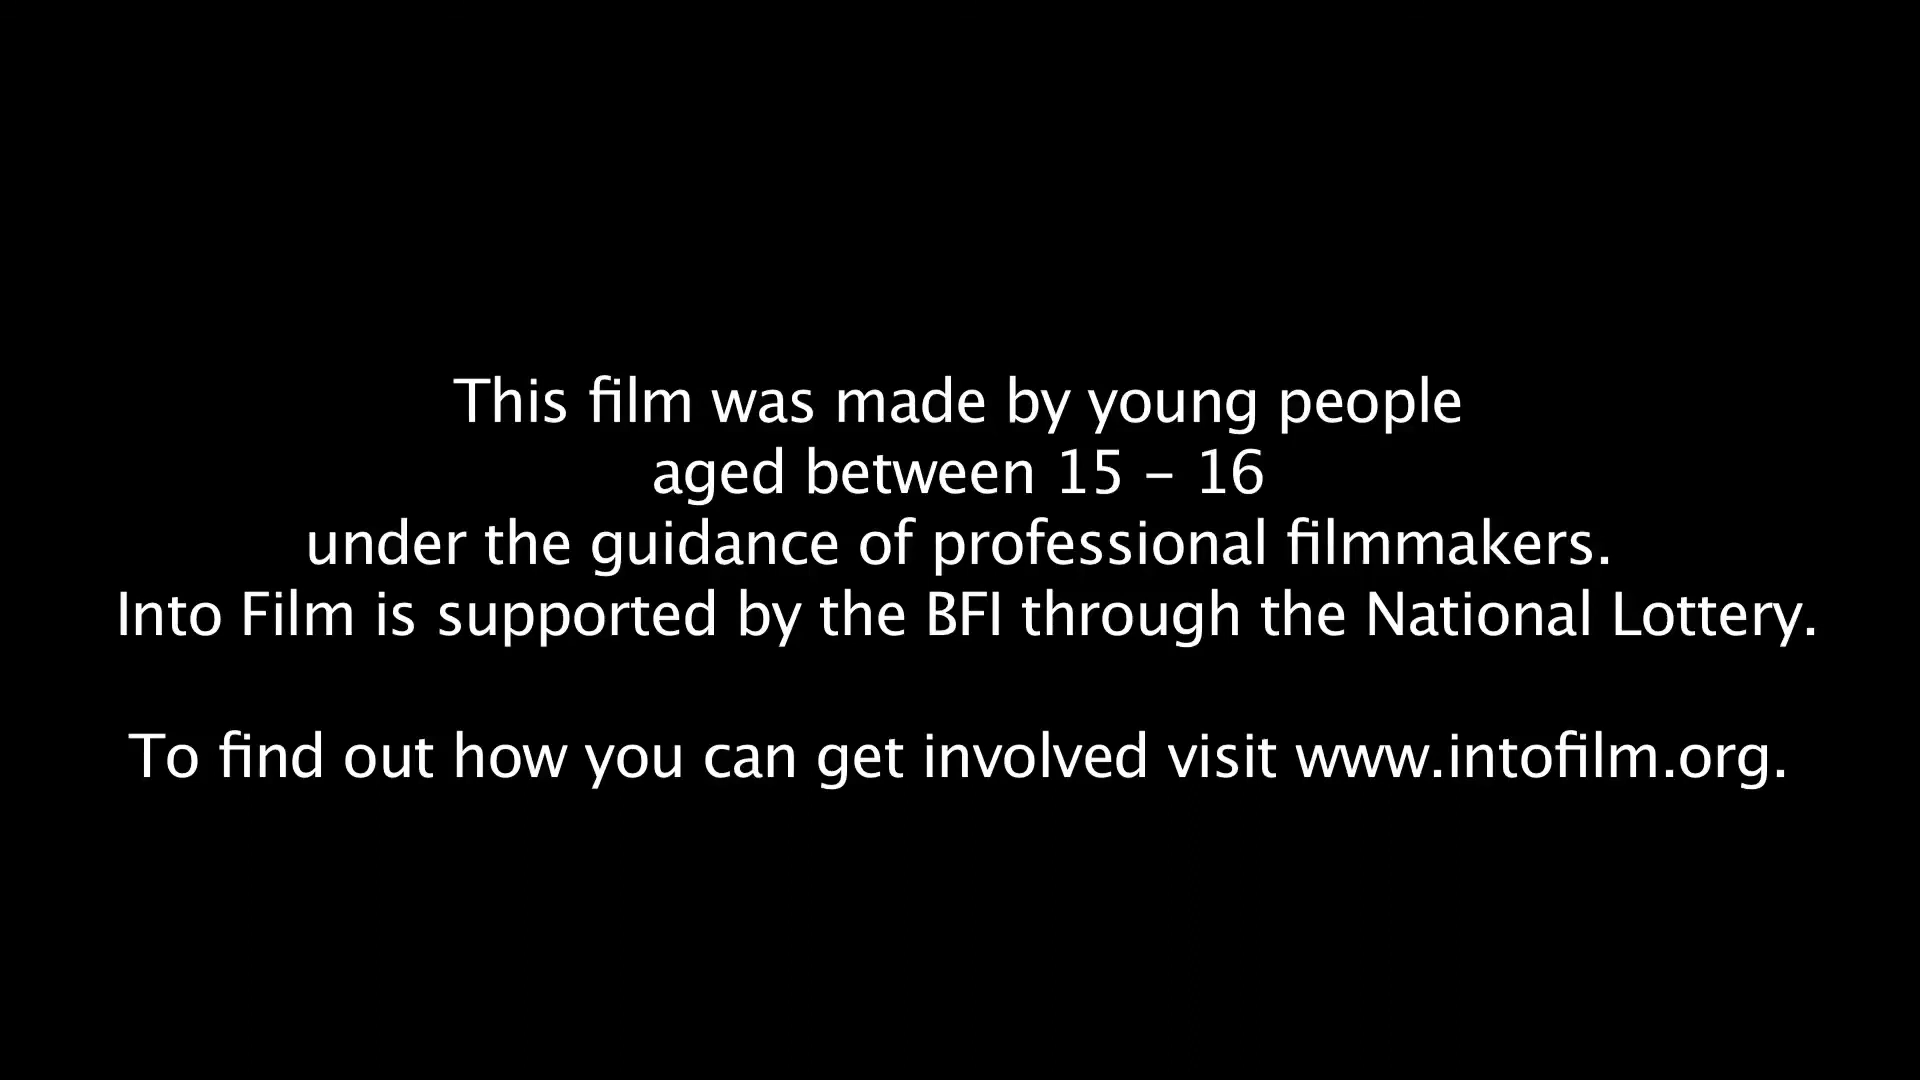 This film was made by young people
aged between 15 - 16
under the guidance of professional filmmakers.
Into Film is supported by the BFI through the National Lottery.
To find out how you can get involved visit www.intofilm.org.